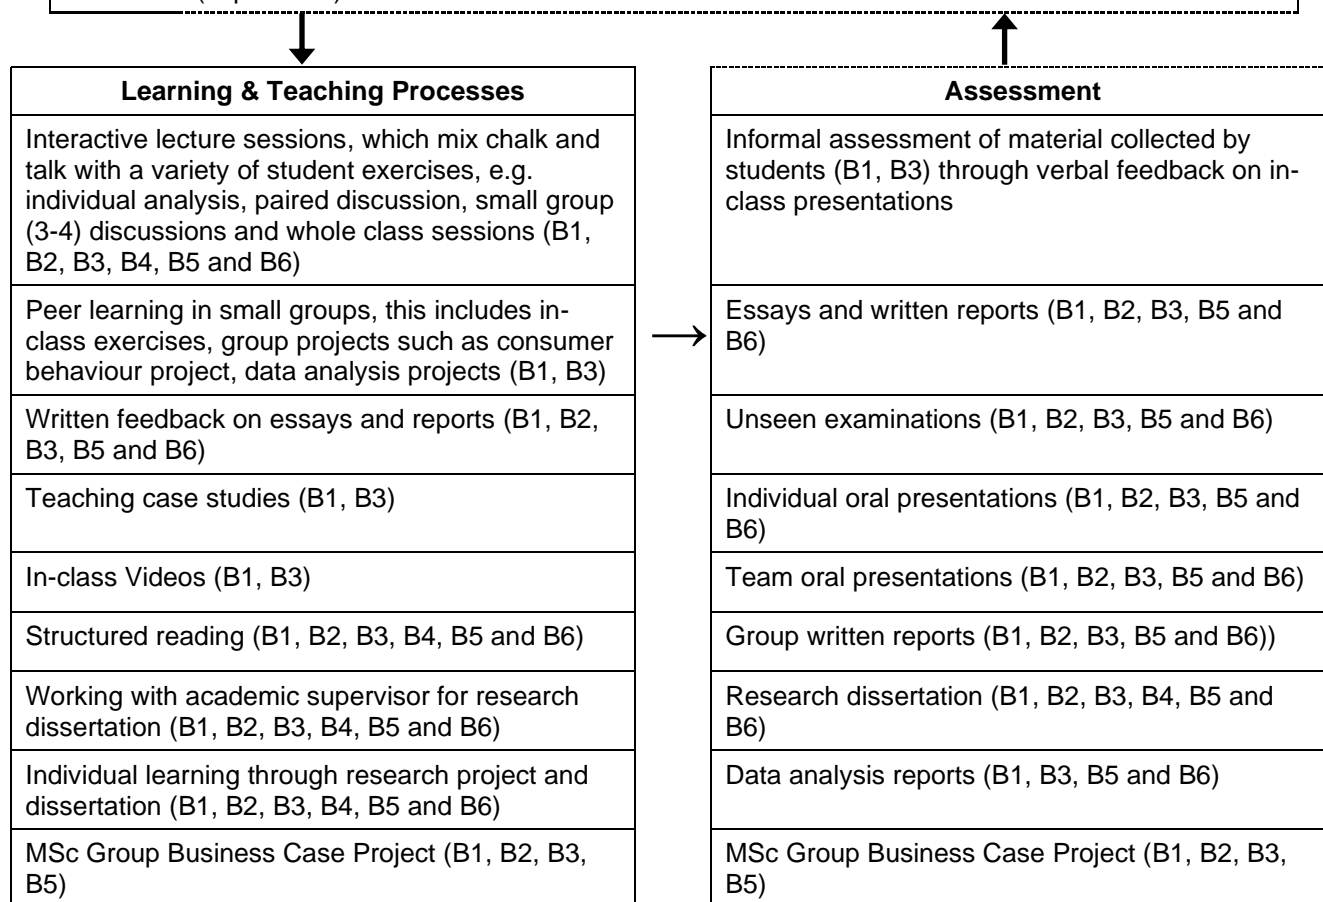 Learning & Teaching Processes
Interactive lecture sessions, which mix chalk and
talk with a variety of student exercises, e.g.
individual analysis, paired discussion, small group
(3-4) discussions and whole class sessions (B1,
B2, B3, B4, B5 and B6)
Peer learning in small groups, this includes in-
class exercises, group projects such as consumer
behaviour project, data analysis projects (B1, B3)
Written feedback on essays and reports (B1, B2,
B3, B5 and B6)
Teaching case studies (B1, B3)
In-class Videos (B1, B3)
Structured reading (B1, B2, B3, B4, B5 and B6)
Working with academic supervisor for research
dissertation (B1, B2, B3, B4, B5 and B6)
Individual learning through research project and
dissertation (B1, B2, B3, B4, B5 and B6)
MSc Group Business Case Project (B1, B2, B3,
B5)
Assessment
Informal assessment of material collected by
students (B1, B3) through verbal feedback on in-
class presentations
Essays and written reports (B1, B2, B3, B5 and
B6)
Unseen examinations (B1, B2, B3, B5 and B6)
Individual oral presentations (B1, B2, B3, B5 and
B6)
Team oral presentations (B1, B2, B3, B5 and B6)
Group written reports (B1, B2, B3, B5 and B6))
Research dissertation (B1, B2, B3, B4, B5 and
B6)
Data analysis reports (B1, B3, B5 and B6)
MSc Group Business Case Project (B1, B2, B3,
B5)